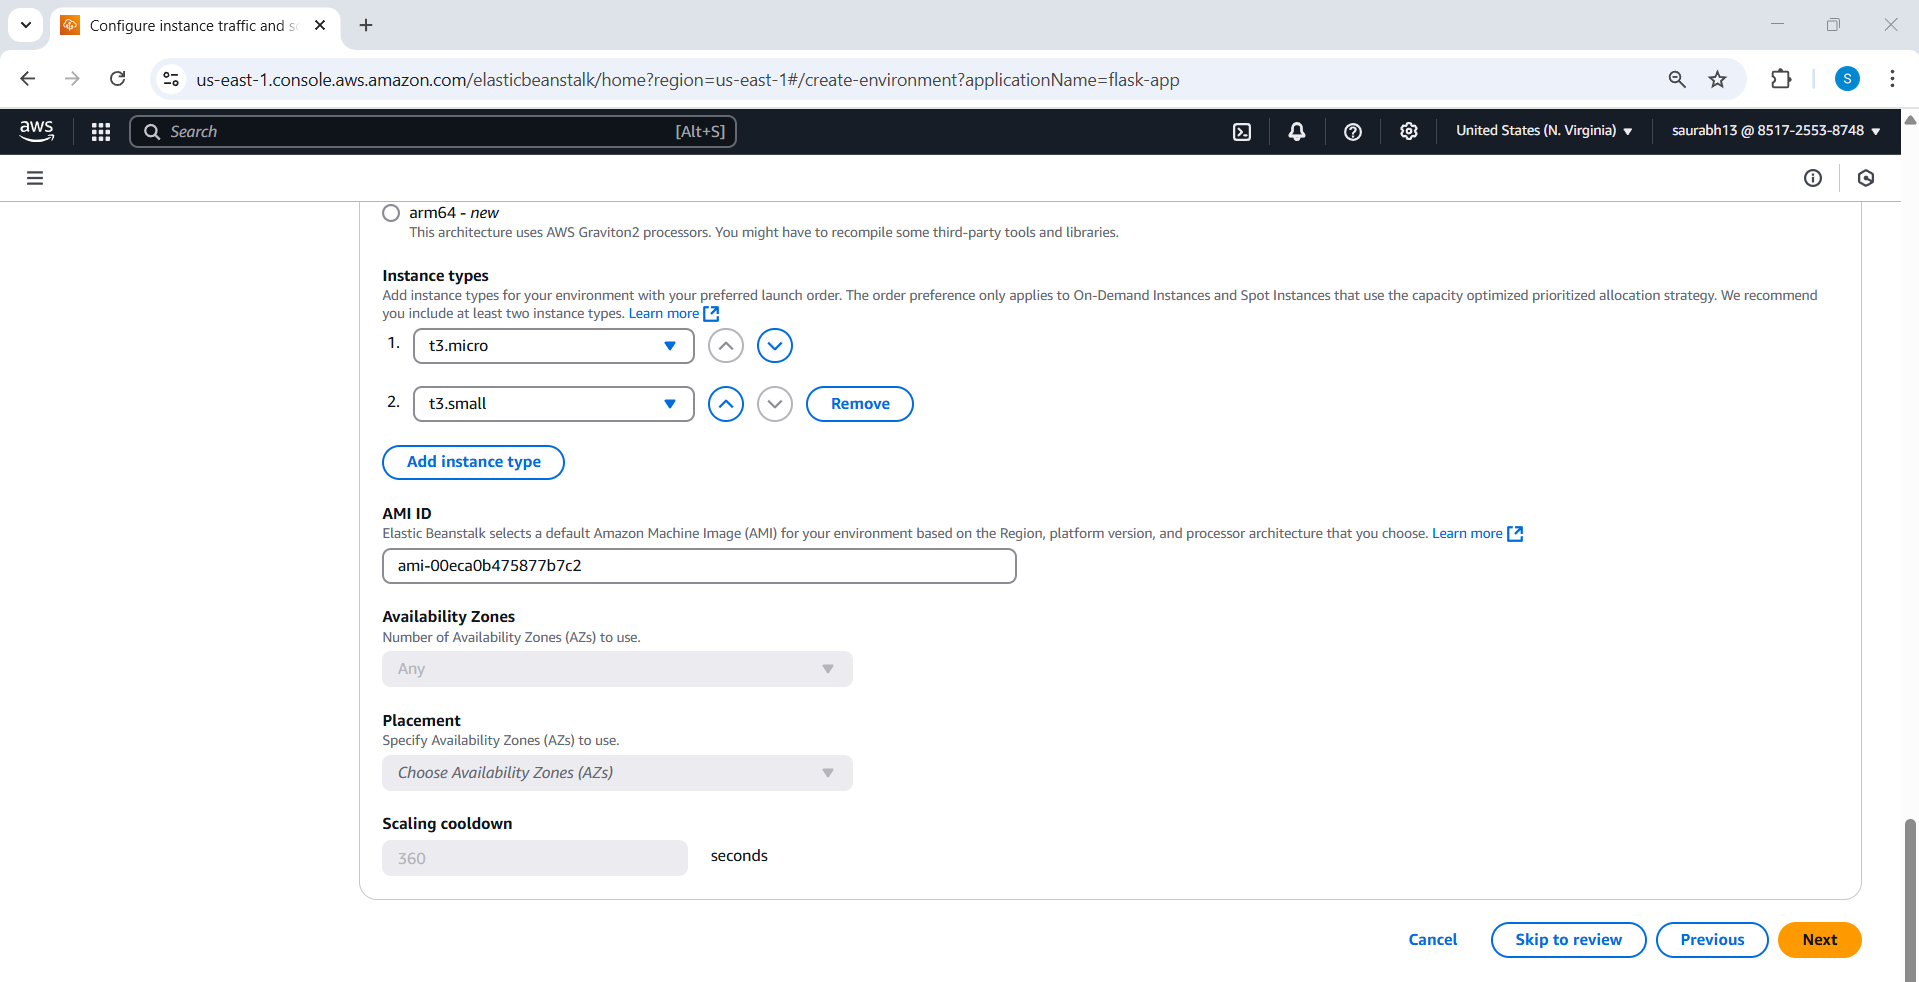 Configure instance traffic and s
us-east-1.console.aws.amazon.com/elasticbeanstalk/home?region=us-east-1#/create-environment?applicationName=flask-app
S
aws
Search
[Alt+S]
United States (N. Virginia)
saurabh13 @ 8517-2553-8748
arm64 - new
This architecture uses AWS Graviton2 processors. You might have to recompile some third-party tools and libraries.
Instance types
Add instance types for your environment with your preferred launch order. The order preference only applies to On-Demand Instances and Spot Instances that use the capacity optimized prioritized allocation strategy. We recommend
you include at least two instance types. Learn more
1. t3.micro
2. t3.small Remove
Add instance type
AMI ID
Elastic Beanstalk selects a default Amazon Machine Image (AMI) for your environment based on the Region, platform version, and processor architecture that you choose. Learn more
ami-00eca0b475877b7c2
Availability Zones
Number of Availability Zones (AZs) to use.
Any
Placement
Specify Availability Zones (AZs) to use.
Choose Availability Zones (AZs)
Scaling cooldown
360 seconds
Cancel Skip to review Previous Next